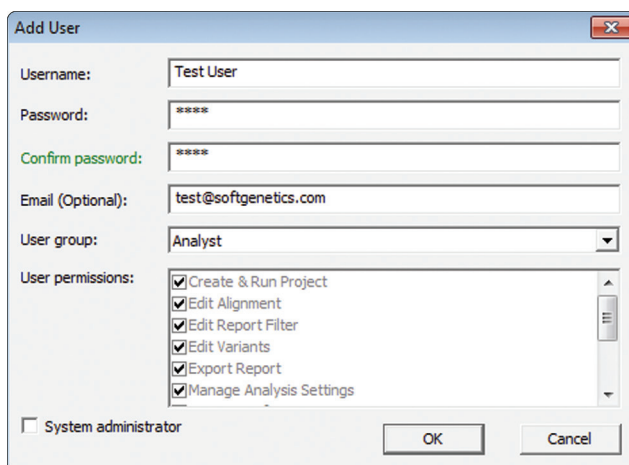 Add User
Username: Test User
Password: ****
Confirm password: ****
Email (Optional): test@softgenetics.com
User group: Analyst
User permissions: Create & Run Project
Edit Alignment
Edit Report Filter
Edit Variants
Export Report
Manage Analysis Settings
System administrator OK Cancel